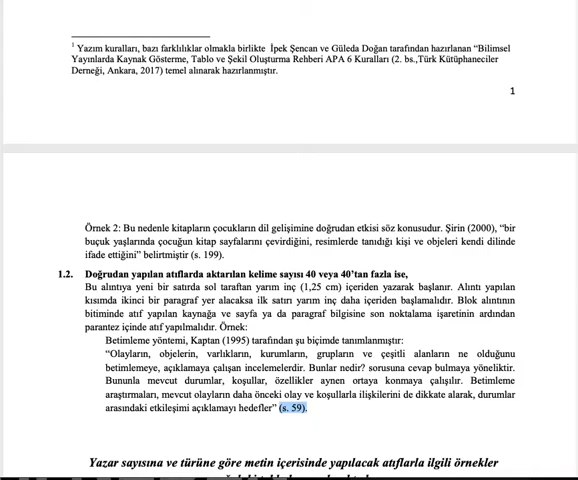 1 Yazım kuralları, bazı farklılıklar olmakla birlikte İpek Şencan ve Güleda Doğan tarafından hazırlanan “Bilimsel
Yayınlarda Kaynak Gösterme, Tablo ve Şekil Oluşturma Rehberi APA 6 Kuralları (2. bs.,Türk Kütüphaneciler
Derneği, Ankara, 2017) temel alınarak hazırlanmıştır.
1
Örnek 2: Bu nedenle kitapların çocukların dil gelişimine doğrudan etkisi söz konusudur. Şirin (2000), “bir
buçuk yaşlarında çocuğun kitap sayfalarını çevirdiğini, resimlerde tanıdığı kişi ve objeleri kendi dilinde
ifade ettiğini” belirtmiştir (s. 199).
1.2. Doğrudan yapılan atıflarda aktarılan kelime sayısı 40 veya 40’tan fazla ise,
Bu alıntıya yeni bir satırda sol taraftan yarım inç (1,25 cm) içeriden yazarak başlanır. Alıntı yapılan
kısımda ikinci bir paragraf yer alacaksa ilk satırı yarım inç daha içeriden başlamalıdır. Blok alıntının
bitiminde atıf yapılan kaynağa ve sayfa ya da paragraf bilgisine son noktalama işaretinin ardından
parantez içinde atıf yapılmalıdır. Örnek:
Betimleme yöntemi, Kaptan (1995) tarafından şu biçimde tanımlanmıştır:
“Olayların, objelerin, varlıkların, kurumların, grupların ve çeşitli alanların ne olduğunu
betimlemeye, açıklamaya çalışan incelemelerdir. Bunlar nedir? sorusuna cevap bulmaya yöneliktir.
Bununla mevcut durumlar, koşullar, özellikler aynen ortaya konmaya çalışılır. Betimleme
araştırmaları, mevcut olayların daha önceki olay ve koşullarla ilişkilerini de dikkate alarak, durumlar
arasındaki etkileşimi açıklamayı hedefler” (s. 59).
Yazar sayısına ve türüne göre metin içerisinde yapılacak atıflarla ilgili örnekler